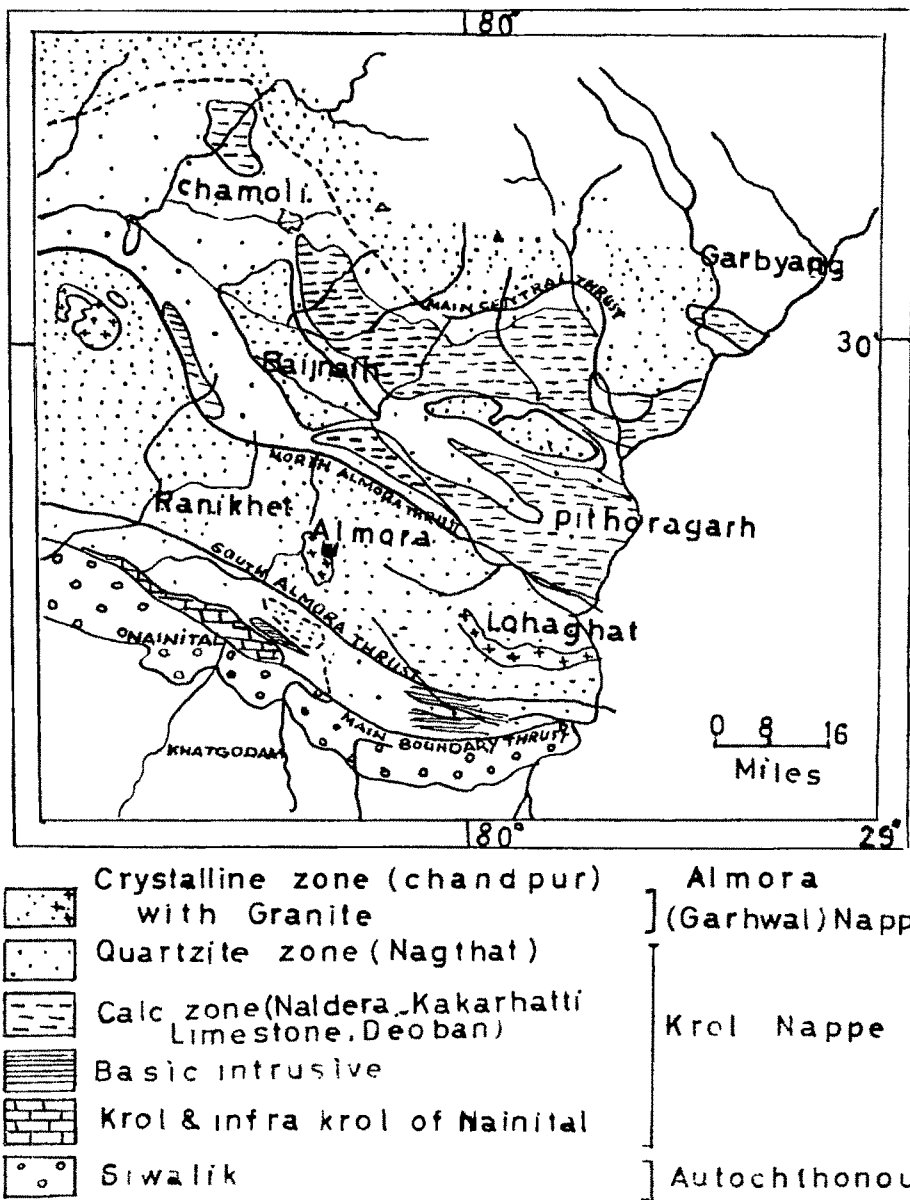 80°
Chamoli.
Garbyang
MAIN CENTRAL THRUST
30°
Baijnath
NORTH ALMORA THRUST
Ranikhet
Almora
Pithoragarh
SOUTH ALMORA THRUST
Lohaghat
NAINITAL
MAIN BOUNDARY THRUST
KHATGODAM
0 8 16
Miles
80°
29°
Crystalline zone (chandpur)
with Granite
Almora
(Garhwal) Napp
Quartzite zone (Nagthat)
Calc zone (Naldera-Kakarhatti
Limestone, Deoban)
Krol Nappe
Basic intrusive
Krol & infra krol of Nainital
Siwalik
Autochthonou